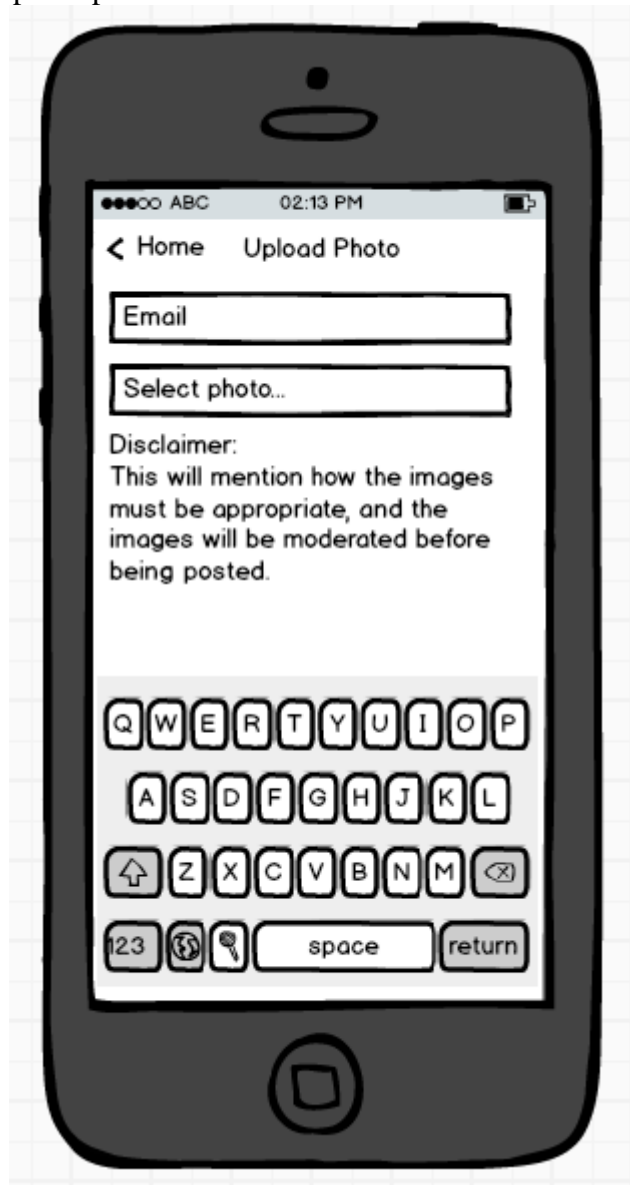 ABC 02:13 PM
< Home Upload Photo
Email
Select photo...
Disclaimer:
This will mention how the images
must be appropriate, and the
images will be moderated before
being posted.
Q W E R T Y U I O P
A S D F G H J K L
Z X C V B N M
123 space return